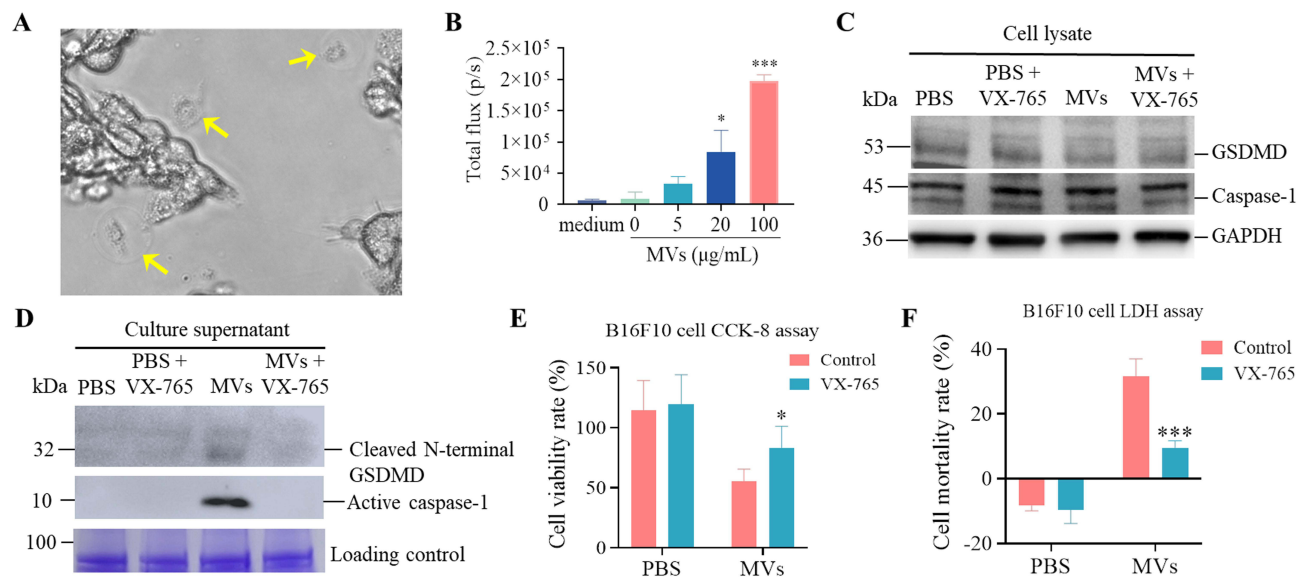 A
B
2.5×10⁵
2×10⁵
1.5×10⁵
1×10⁵
5×10⁴
0
Total flux (p/s)
*
***
medium 0 5 20 100
MVs (μg/mL)
C
Cell lysate
kDa
PBS
PBS +
VX-765
MVs
MVs +
VX-765
53
GSDMD
45
Caspase-1
36
GAPDH
D
Culture supernatant
kDa
PBS
PBS +
VX-765
MVs
MVs +
VX-765
32
Cleaved N-terminal
GSDMD
10
Active caspase-1
100
Loading control
E
B16F10 cell CCK-8 assay
Control
VX-765
Cell viability rate (%)
150
100
50
0
*
PBS
MVs
F
B16F10 cell LDH assay
Control
VX-765
Cell mortality rate (%)
40
20
0
-20
***
PBS
MVs